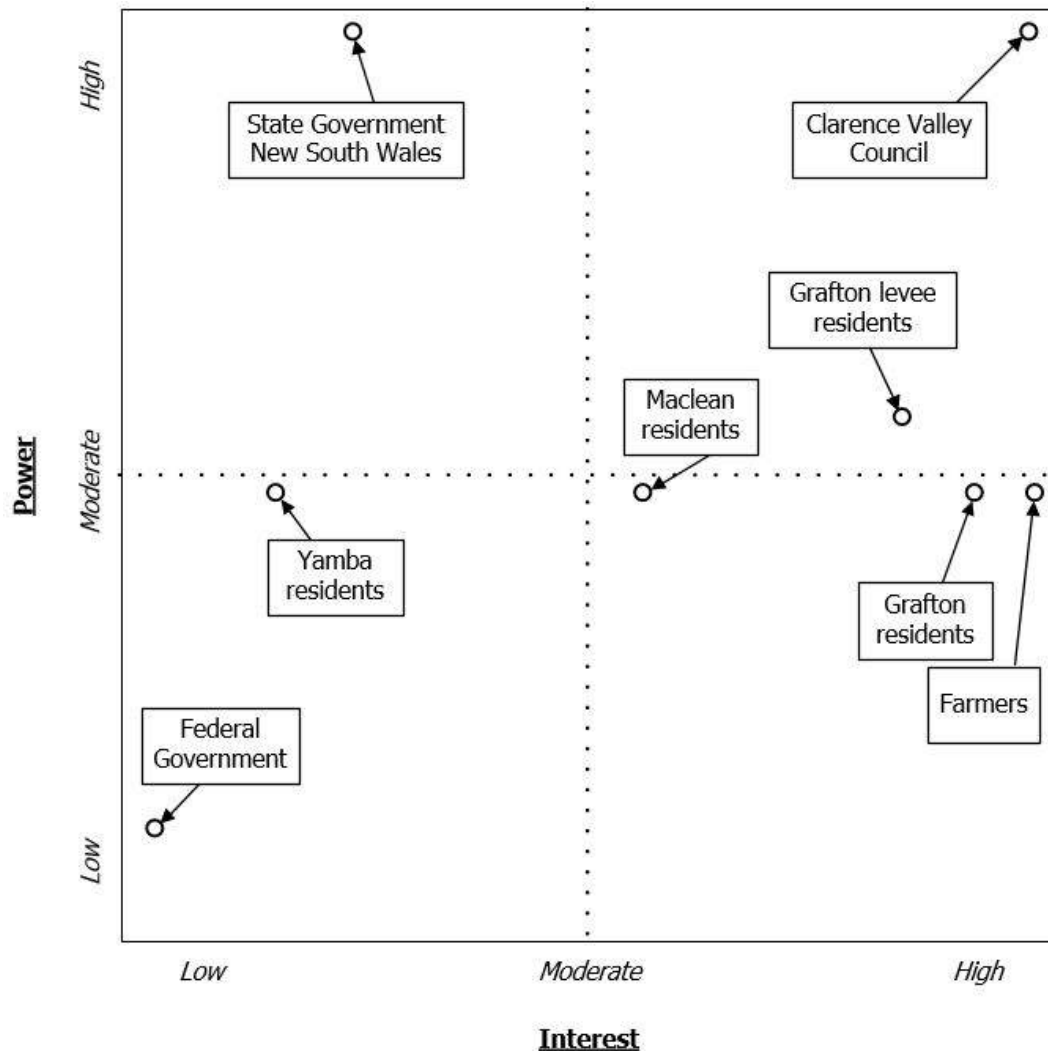 High
State Government
New South Wales
Clarence Valley
Council
Grafton levee
residents
Maclean
residents
Power
Moderate
Yamba
residents
Grafton
residents
Farmers
Federal
Government
Low
Low
Moderate
High
Interest